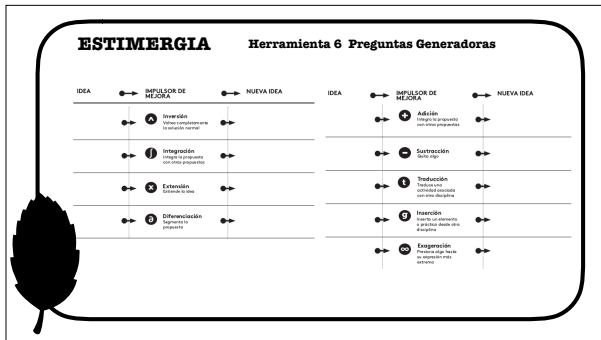 ESTIMERGIA
Herramienta 6 Preguntas Generadoras
IDEA
IMPULSOR DE
MEJORA
NUEVA IDEA
Inversión
Voltea completamente
la solución normal
∫
Integración
Integra la propuesta
con otras propuestas
x
Extensión
Extiende la idea
∂
Diferenciación
Segmenta la
propuesta
IDEA
IMPULSOR DE
MEJORA
NUEVA IDEA
+
Adición
Integra la propuesta
con otras propuestas
−
Sustracción
Quita algo
t
Traducción
Traduce una
actividad asociada
con otra disciplina
g
Inserción
Inserta un elemento
o práctica desde otra
disciplina
∞
Exageración
Presiona algo hasta
su expresión más
extrema